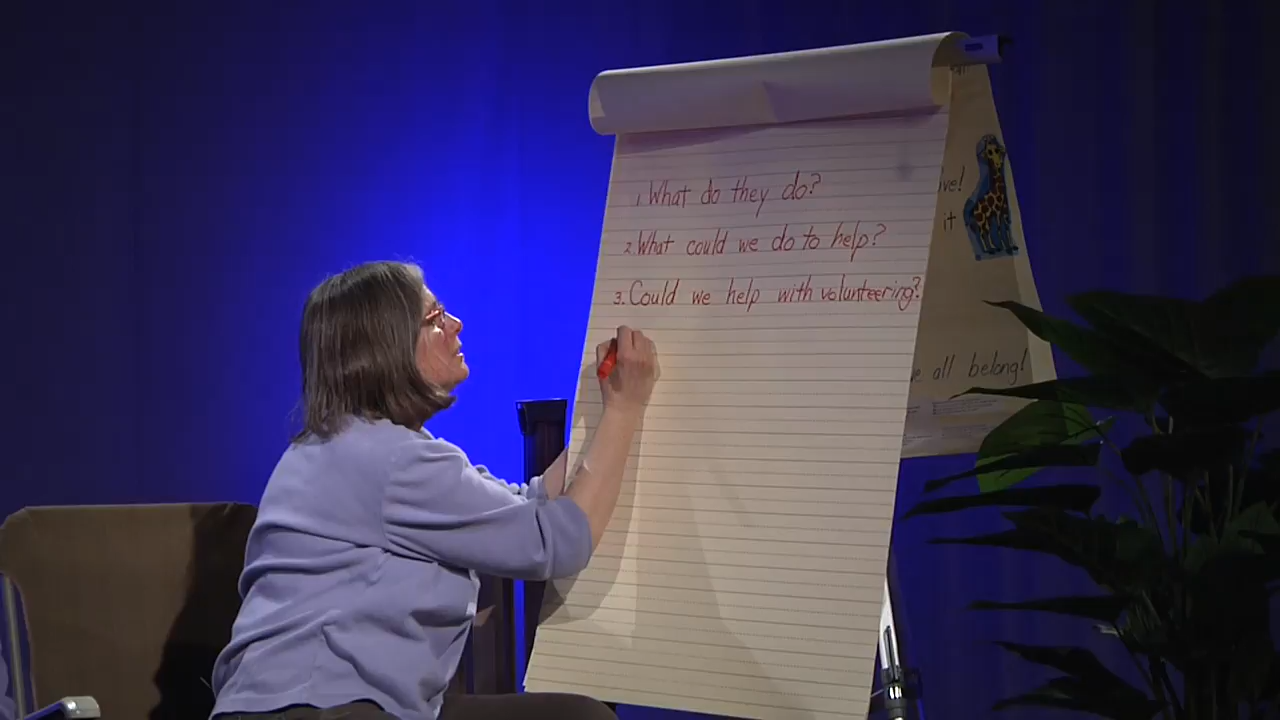 1. What do they do?
2. What could we do to help?
3. Could we help with volunteering?
ve!
it
all belong!